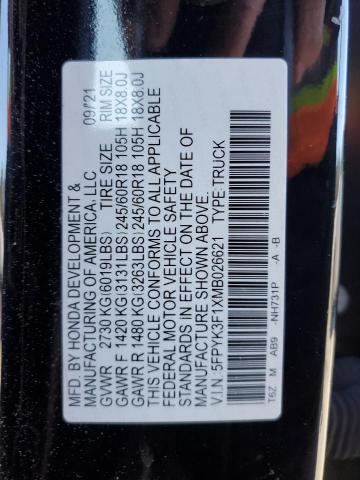 MFD. BY HONDA DEVELOPMENT &
MANUFACTURING OF AMERICA, LLC 09/21
GVWR 2730 KG(6019LBS) TIRE SIZE RIM SIZE
GAWR F 1420 KG(3131LBS) 245/60R18 105H 18X8.0J
GAWR R 1480 KG(3263LBS) 245/60R18 105H 18X8.0J
THIS VEHICLE CONFORMS TO ALL APPLICABLE
FEDERAL MOTOR VEHICLE SAFETY
STANDARDS IN EFFECT ON THE DATE OF
MANUFACTURE SHOWN ABOVE.
V.I.N.: 5FPYK3F1XMB026621 TYPE: TRUCK
T6Z M AB9 -NH731P -A -B